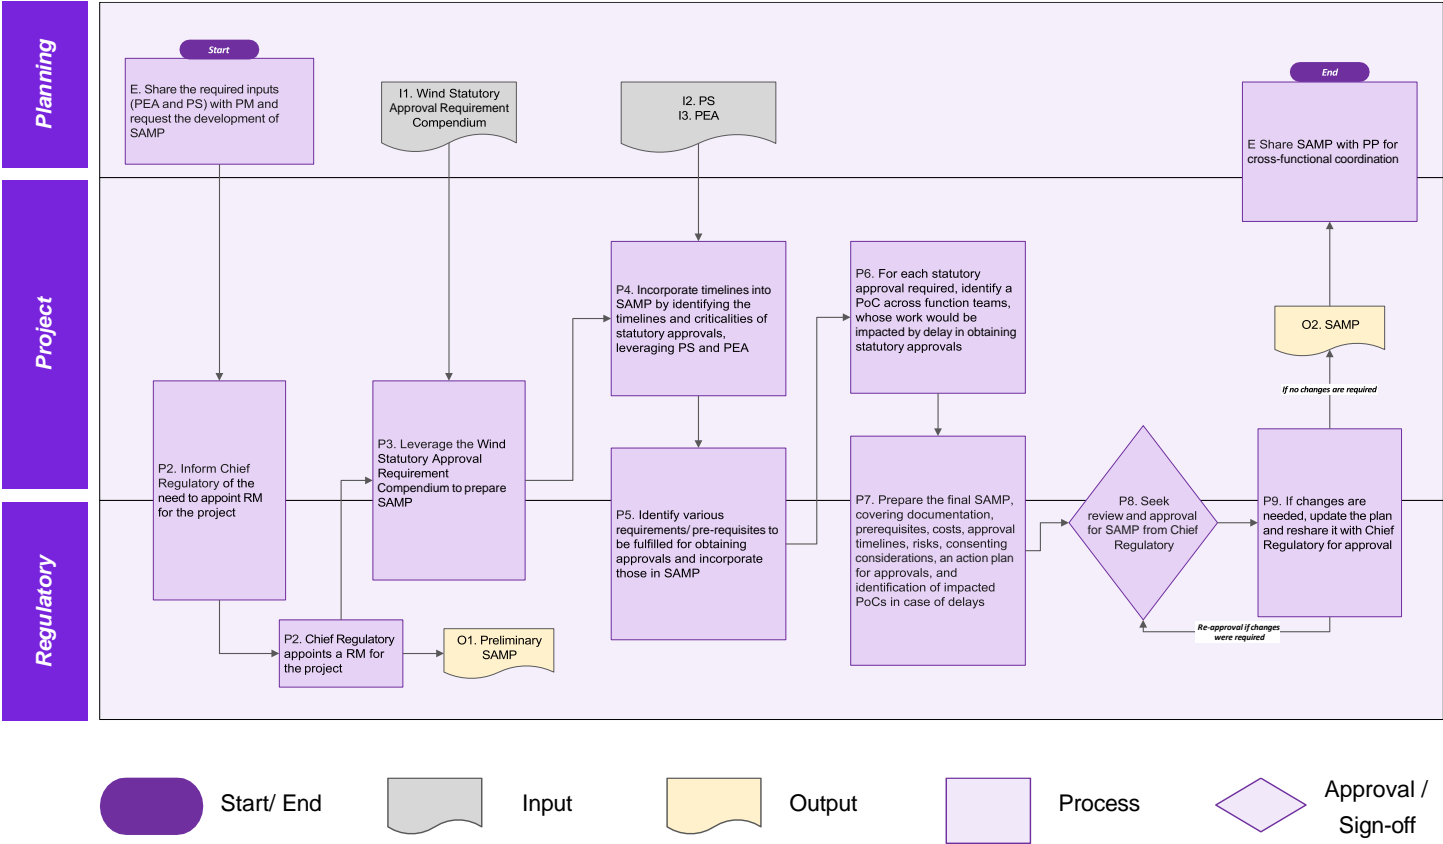 Planning
Start
E. Share the required inputs
(PEA and PS) with PM and
request the development of
SAMP
I1. Wind Statutory
Approval Requirement
Compendium
I2. PS
I3. PEA
End
E Share SAMP with PP for
cross-functional coordination
Project
P2. Inform Chief
Regulatory of the
need to appoint RM
for the project
P3. Leverage the Wind
Statutory Approval
Requirement
Compendium to prepare
SAMP
P4. Incorporate timelines into
SAMP by identifying the
timelines and criticalities of
statutory approvals,
leveraging PS and PEA
P5. Identify various
requirements/ pre-requisites to
be fulfilled for obtaining
approvals and incorporate
those in SAMP
P6. For each statutory
approval required, identify a
PoC across function teams,
whose work would be
impacted by delay in obtaining
statutory approvals
P7. Prepare the final SAMP,
covering documentation,
prerequisites, costs, approval
timelines, risks, consenting
considerations, an action plan
for approvals, and
identification of impacted
PoCs in case of delays
P8. Seek
review and approval
for SAMP from Chief
Regulatory
P9. If changes are
needed, update the plan
and reshare it with Chief
Regulatory for approval
O2. SAMP
If no changes are required
Re-approval if changes
were required
Regulatory
P2. Chief Regulatory
appoints a RM for
the project
O1. Preliminary
SAMP
Start/ End
Input
Output
Process
Approval /
Sign-off